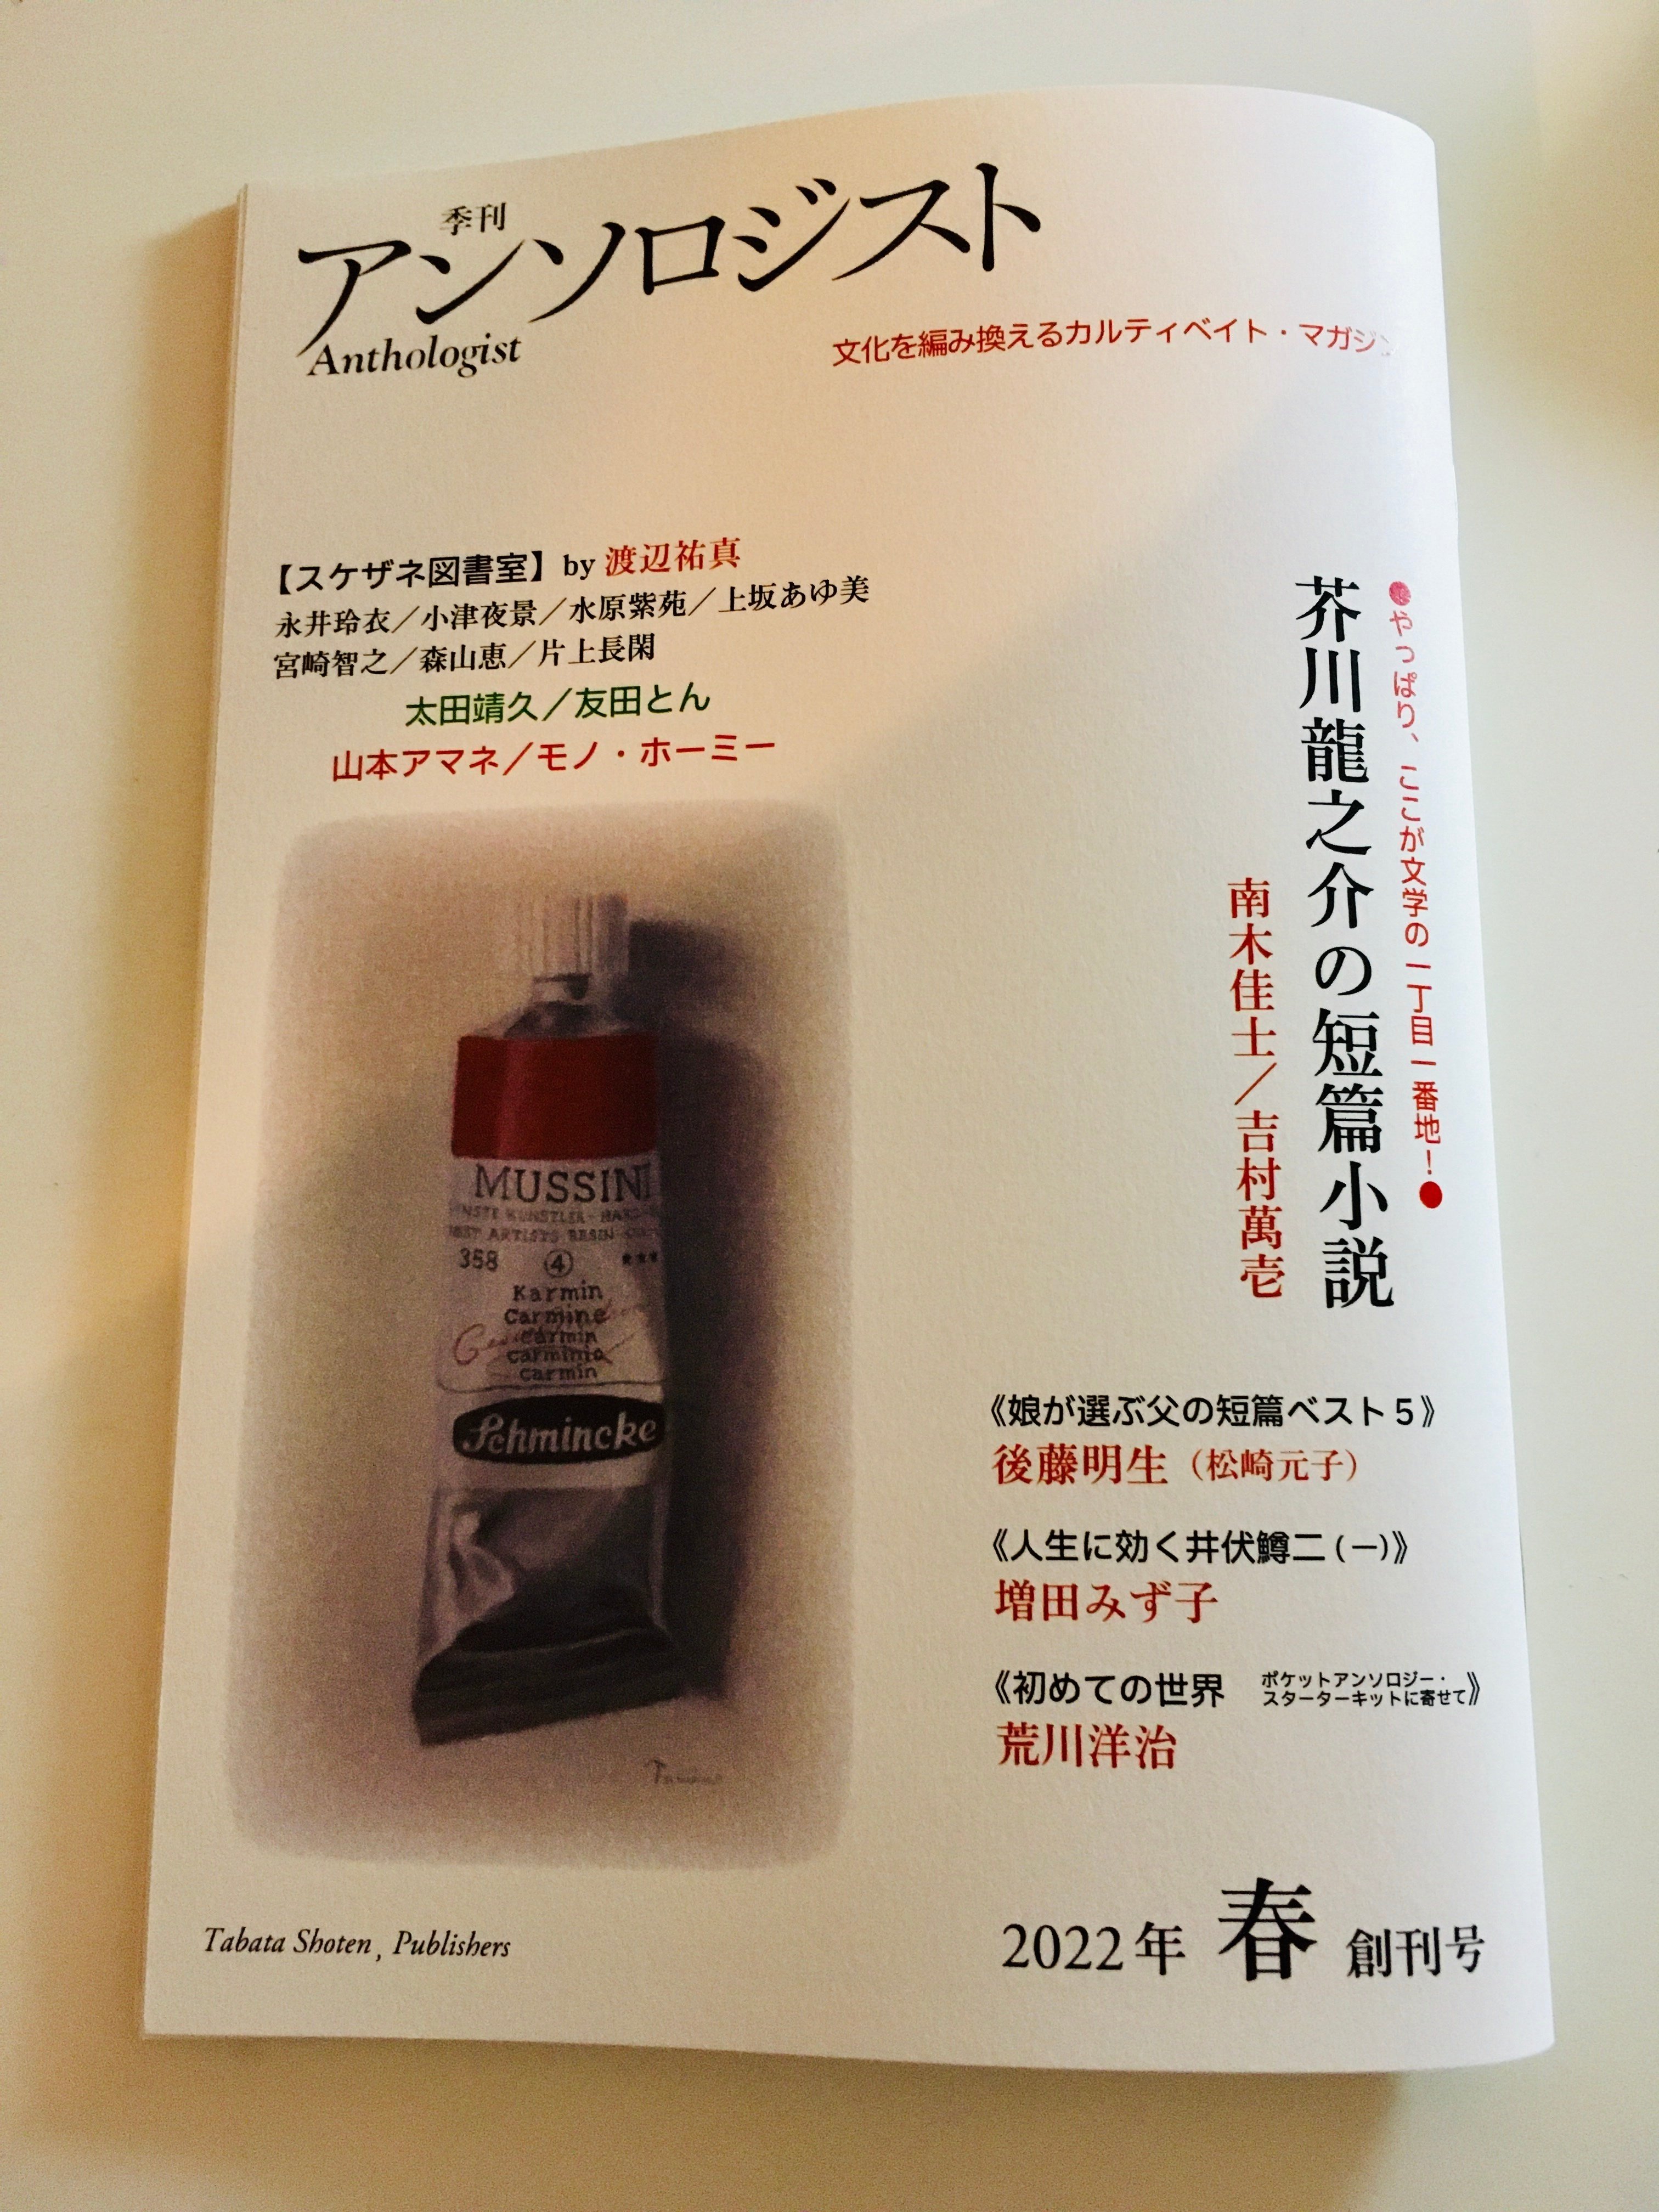 季刊
アンソロジスト
Anthologist
文化を編み換えるカルティベイト・マガジン
●やっぱり、ここが文学の一丁目一番地！●
芥川龍之介の短篇小説
南木佳士／吉村萬壱
【スケザネ図書室】by 渡辺祐真
永井玲衣／小津夜景／水原紫苑／上坂あゆ美
宮崎智之／森山恵／片上長閑
太田靖久／友田とん
山本アマネ／モノ・ホーミー
MUSSINI
NSTE KÜNSTLER-HARZ
ARTISTS RESIN
358 ④ ***
Karmin
Carmine
carmin
carminio
carmin
Schmincke
《娘が選ぶ父の短篇ベスト5》
後藤明生（松崎元子）
《人生に効く井伏鱒二(一)》
増田みず子
《初めての世界 ポケットアンソロジー・
スターターキットに寄せて》
荒川洋治
Tabata Shoten, Publishers
2022年 春 創刊号